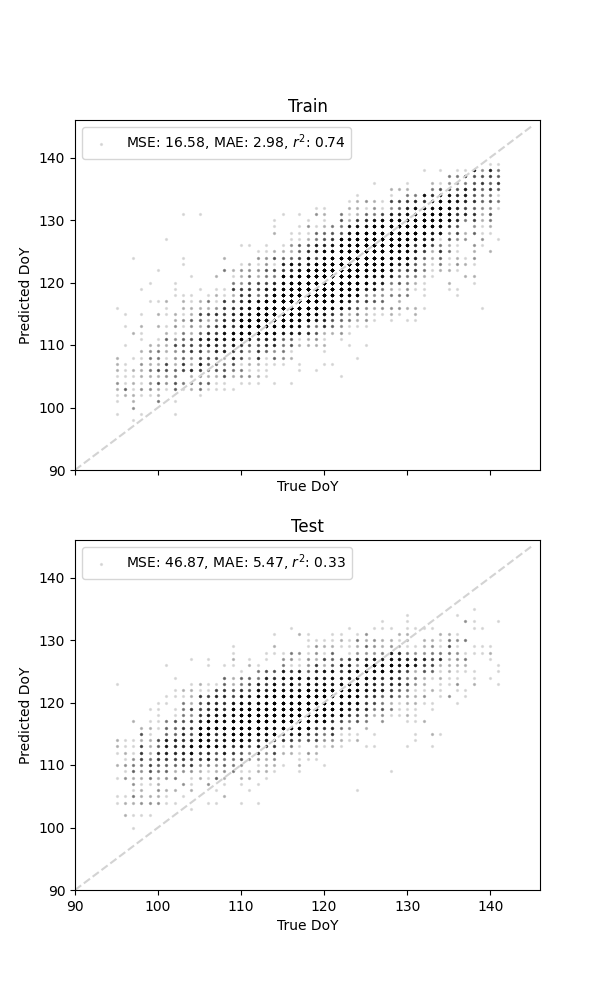 Train
MSE: 16.58, MAE: 2.98, r²: 0.74
140
130
120
110
100
90
Predicted DoY
True DoY
Test
MSE: 46.87, MAE: 5.47, r²: 0.33
140
130
120
110
100
90
Predicted DoY
90 100 110 120 130 140
True DoY